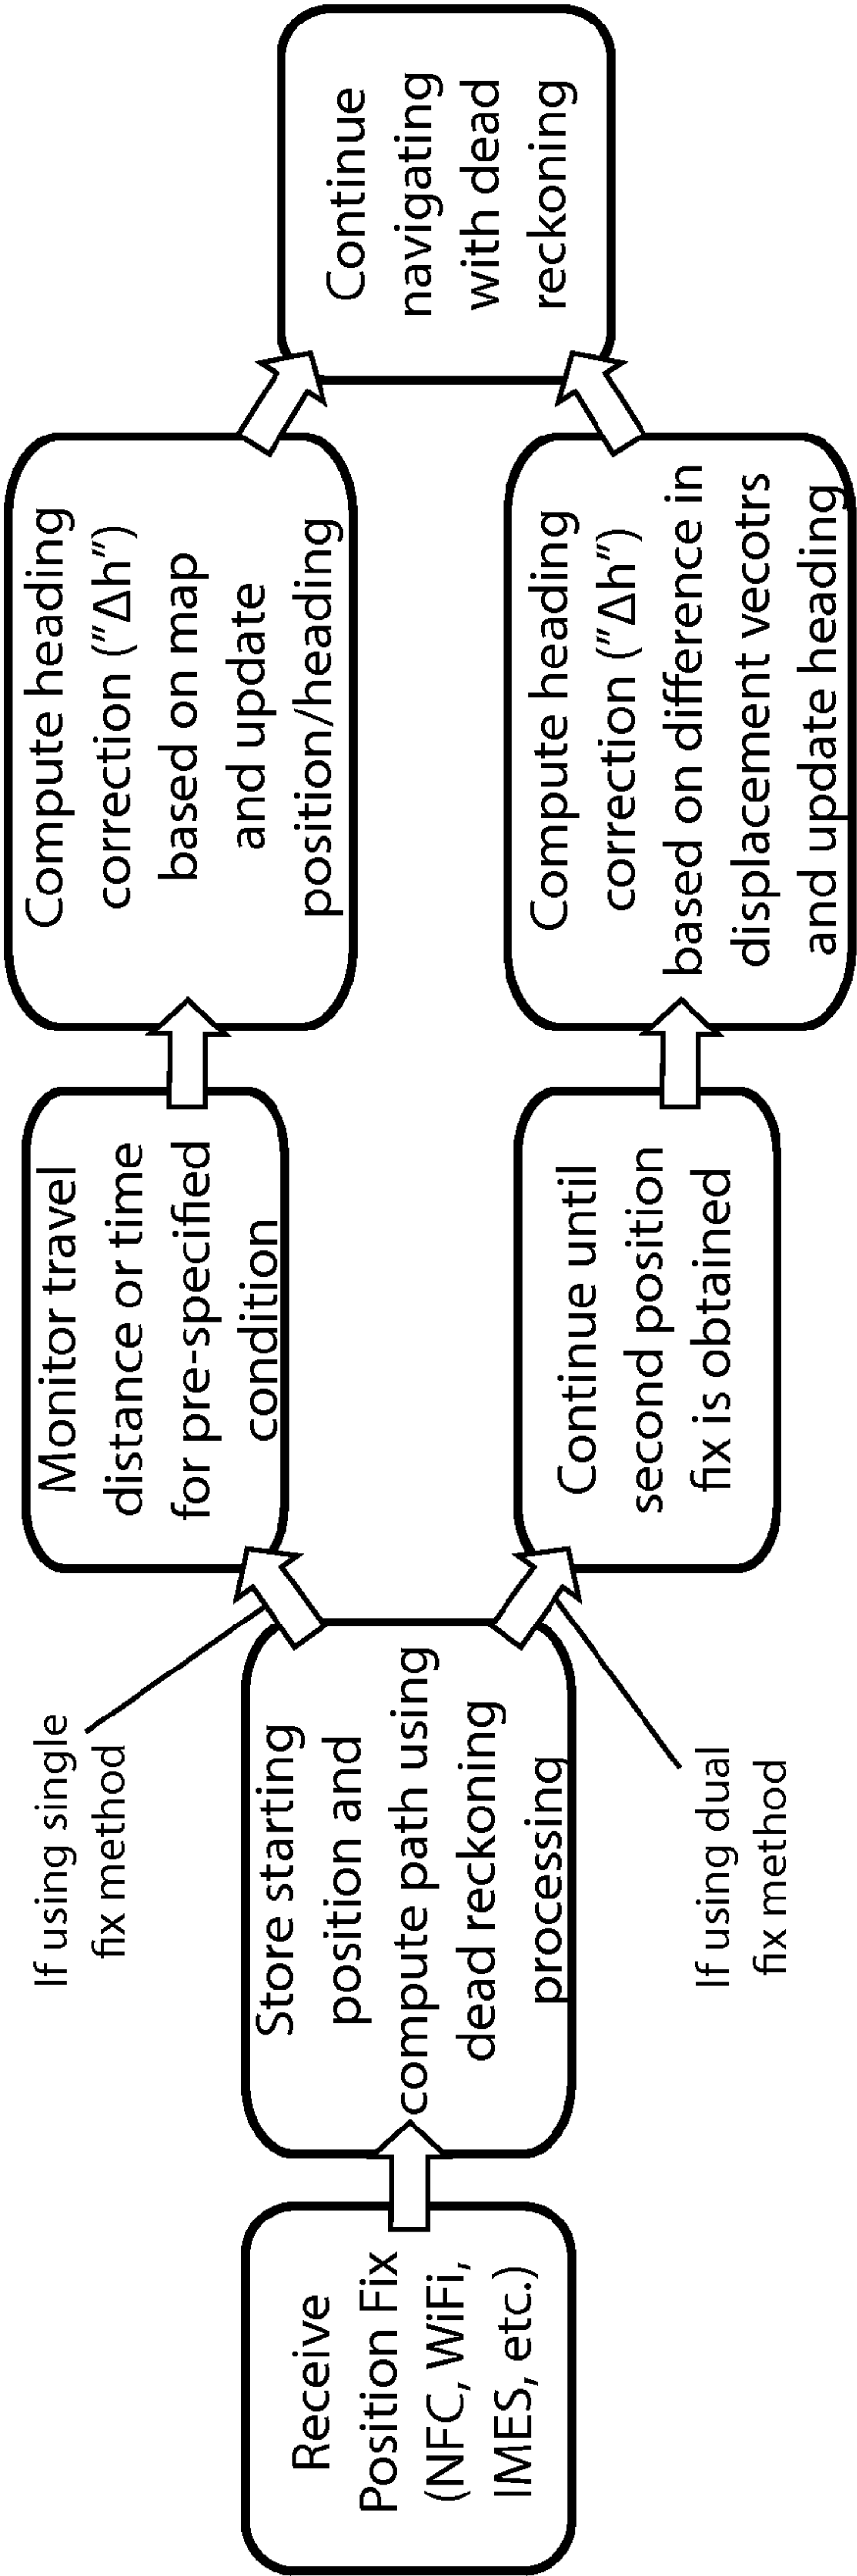 Receive
Position Fix
(NFC, WiFi,
IMES, etc.)
Store starting
position and
compute path using
dead reckoning
processing
If using single
fix method
Monitor travel
distance or time
for pre-specified
condition
Compute heading
correction ("Δh")
based on map
and update
position/heading
If using dual
fix method
Continue until
second position
fix is obtained
Compute heading
correction ("Δh")
based on difference in
displacement vecotrs
and update heading
Continue
navigating
with dead
reckoning